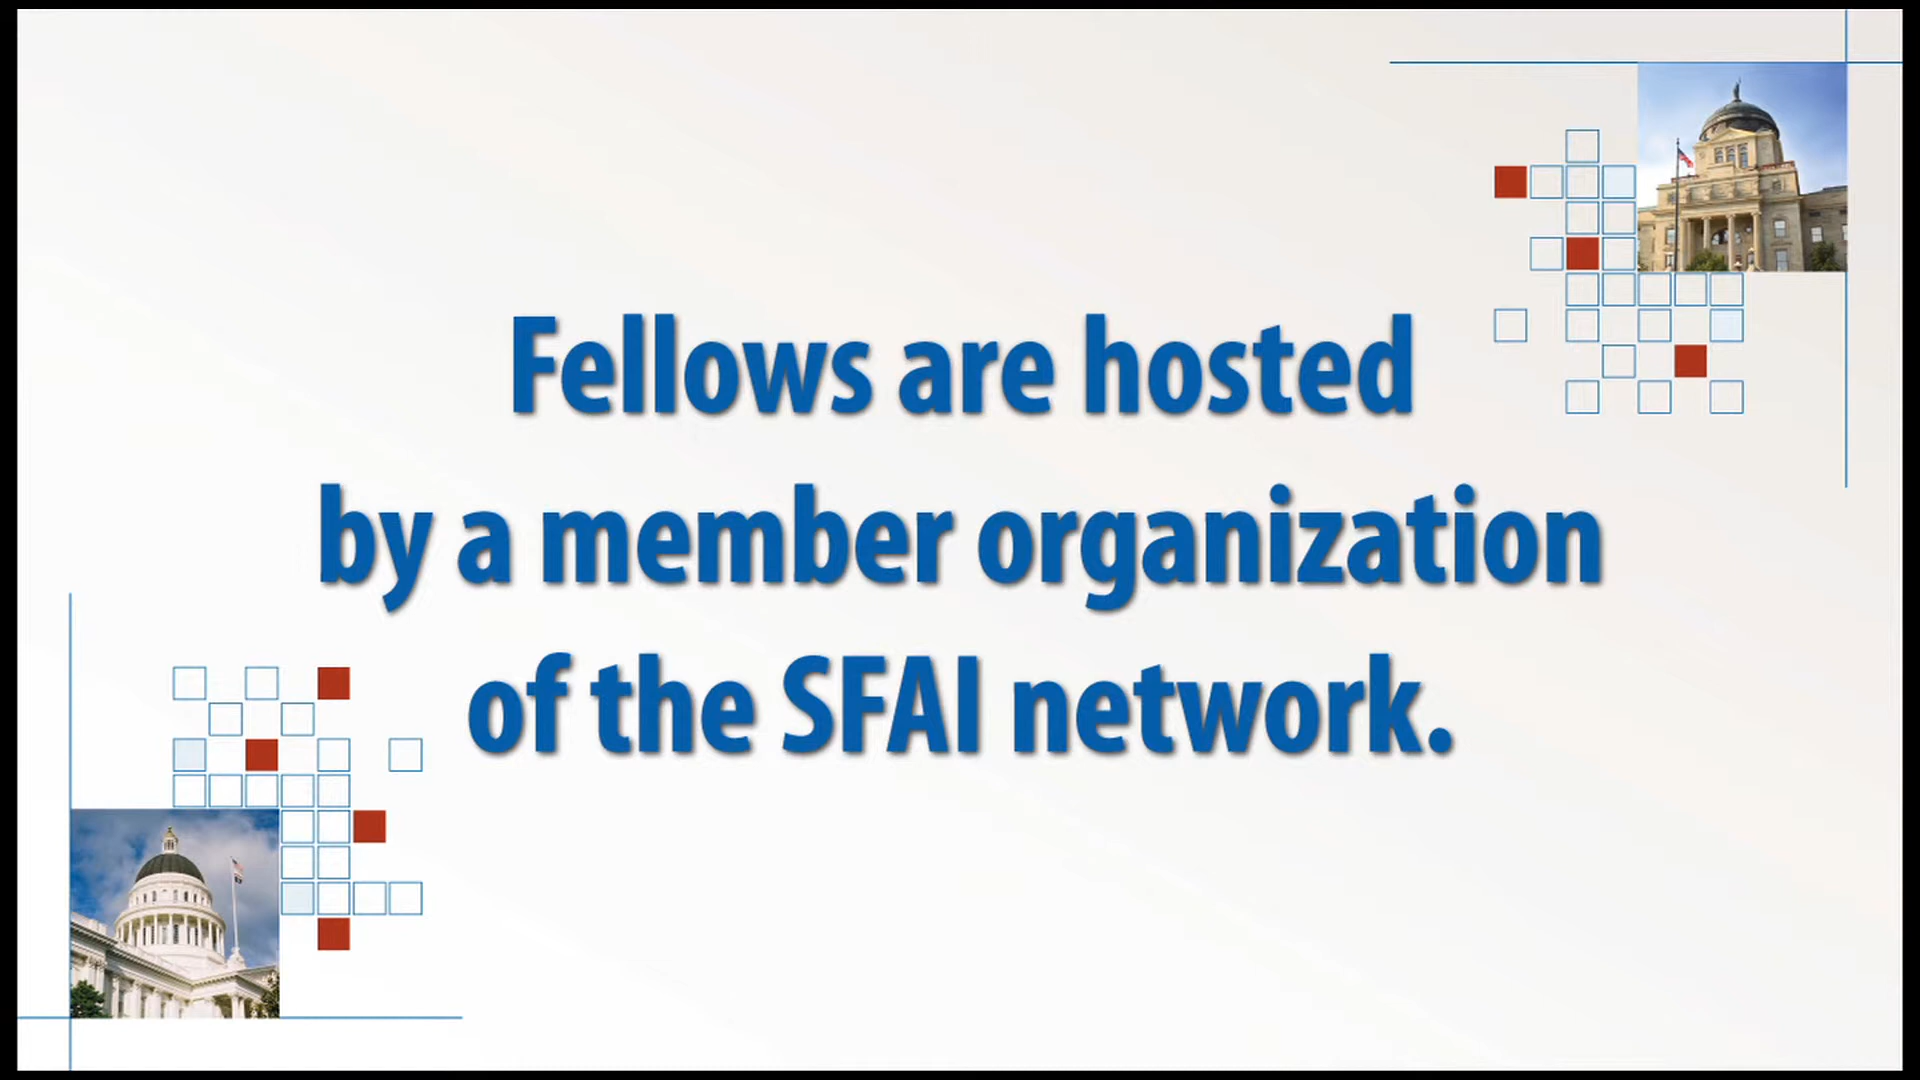 Fellows are hosted
by a member organization
of the SFAI network.